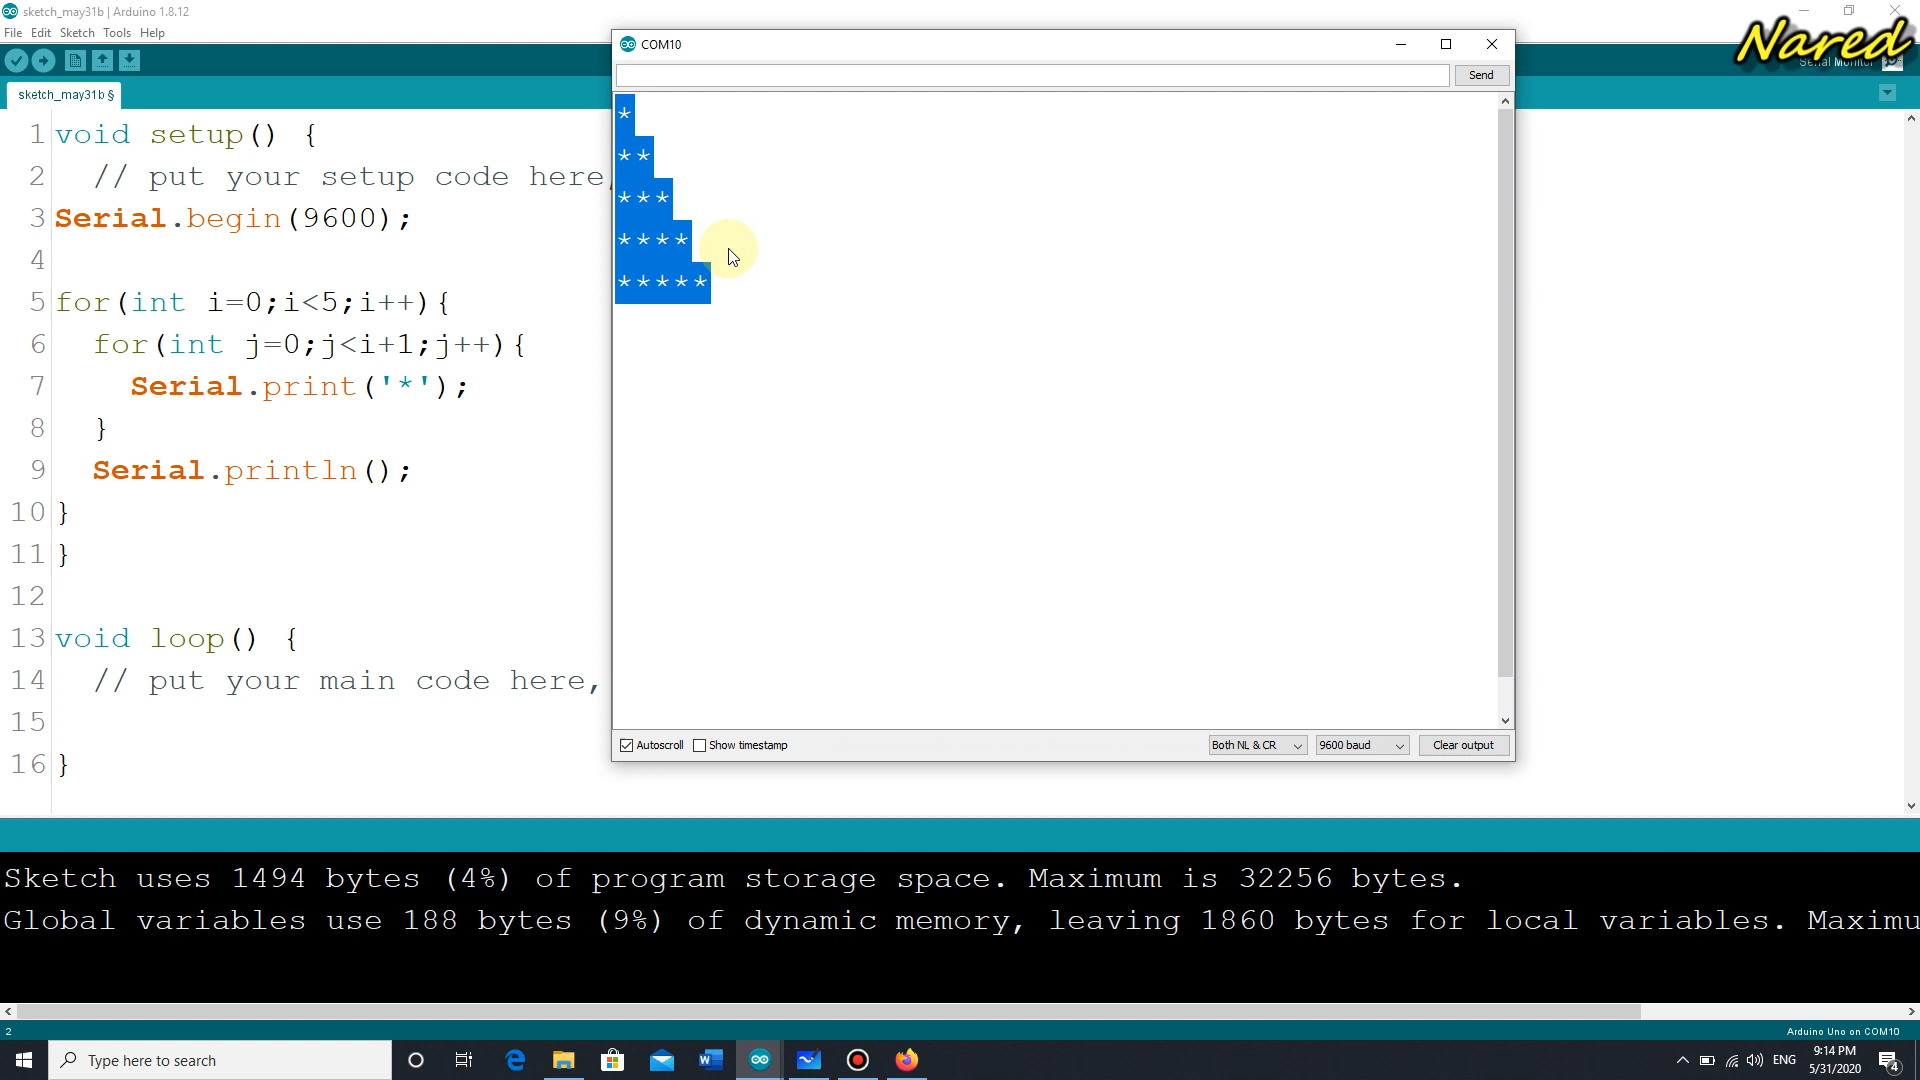 sketch_may31b | Arduino 1.8.12
File Edit Sketch Tools Help
Nared
COM10
Send
sketch_may31b §
1 void setup() {
2 // put your setup code here,
3 Serial.begin(9600);
4
5 for(int i=0;i<5;i++){
6 for(int j=0;j<i+1;j++){
7 Serial.print('*');
8 }
9 Serial.println();
10 }
11 }
12
13 void loop() {
14 // put your main code here,
15
16 }
*
**
***
****
*****
Autoscroll Show timestamp Both NL & CR 9600 baud Clear output
Sketch uses 1494 bytes (4%) of program storage space. Maximum is 32256 bytes.
Global variables use 188 bytes (9%) of dynamic memory, leaving 1860 bytes for local variables. Maximu
2
Arduino Uno on COM10
Type here to search
ENG
9:14 PM
5/31/2020
4